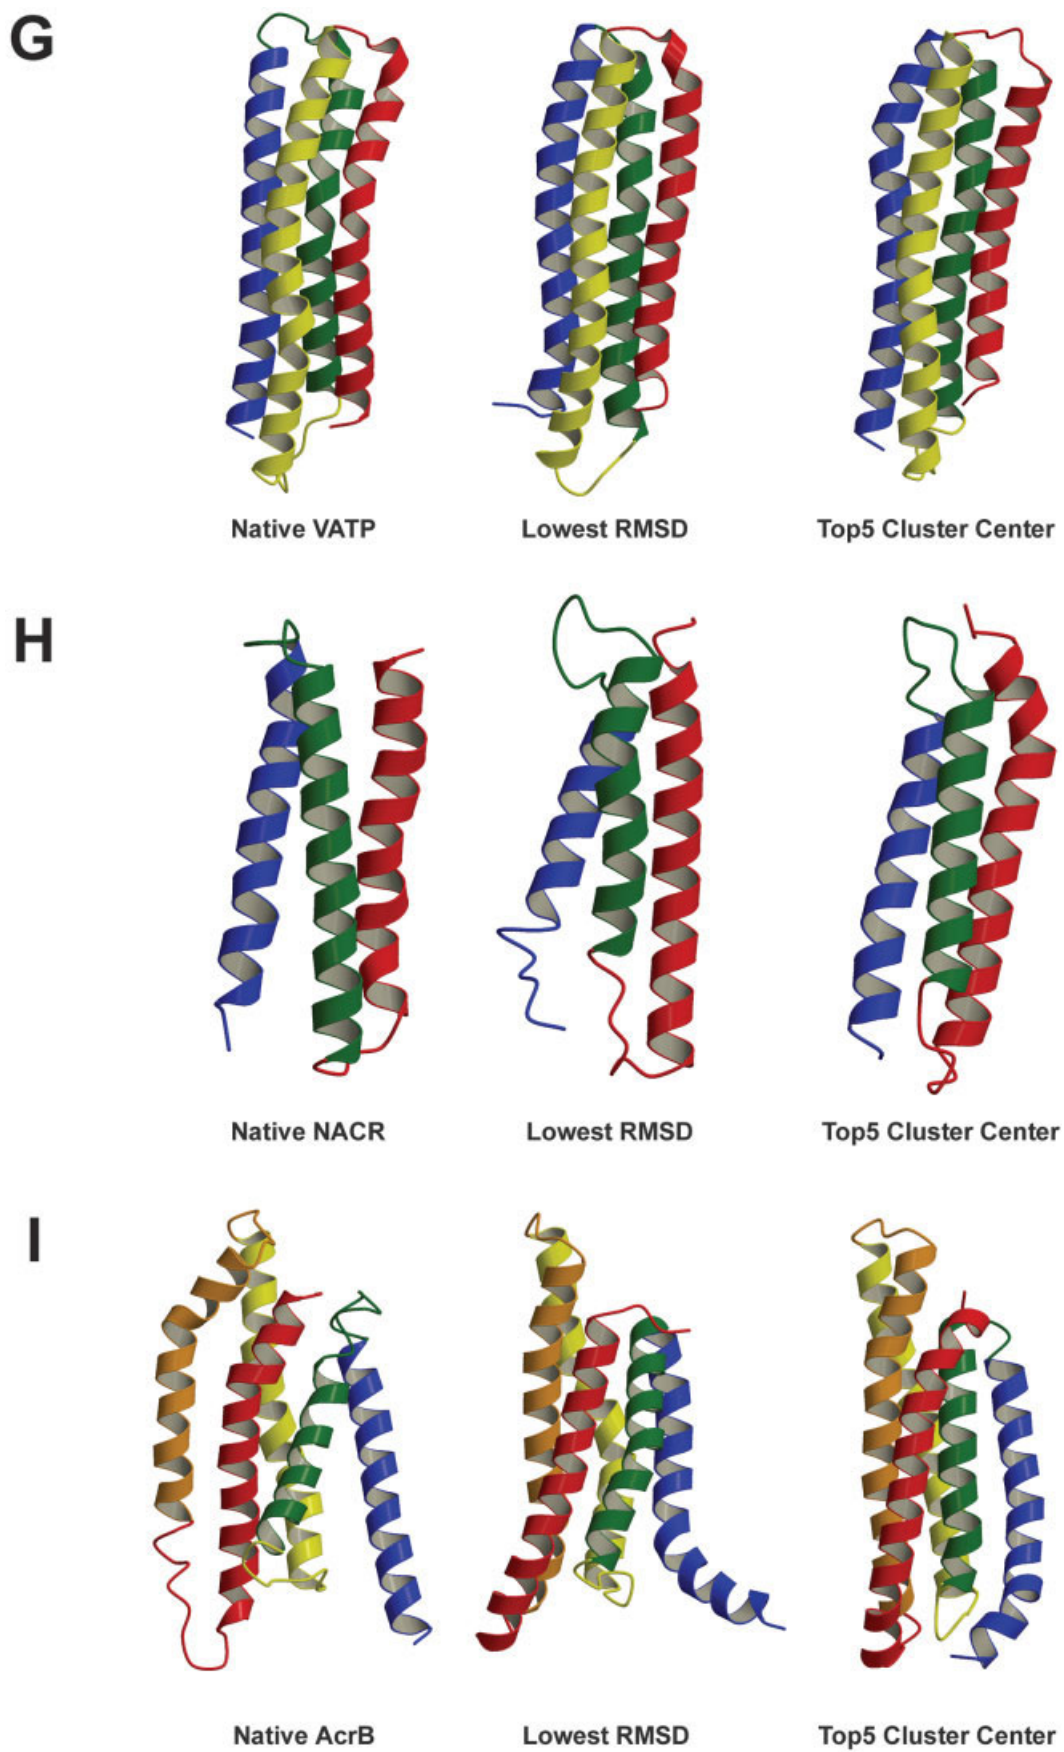 G
Native VATP
Lowest RMSD
Top5 Cluster Center
H
Native NACR
Lowest RMSD
Top5 Cluster Center
I
Native AcrB
Lowest RMSD
Top5 Cluster Center